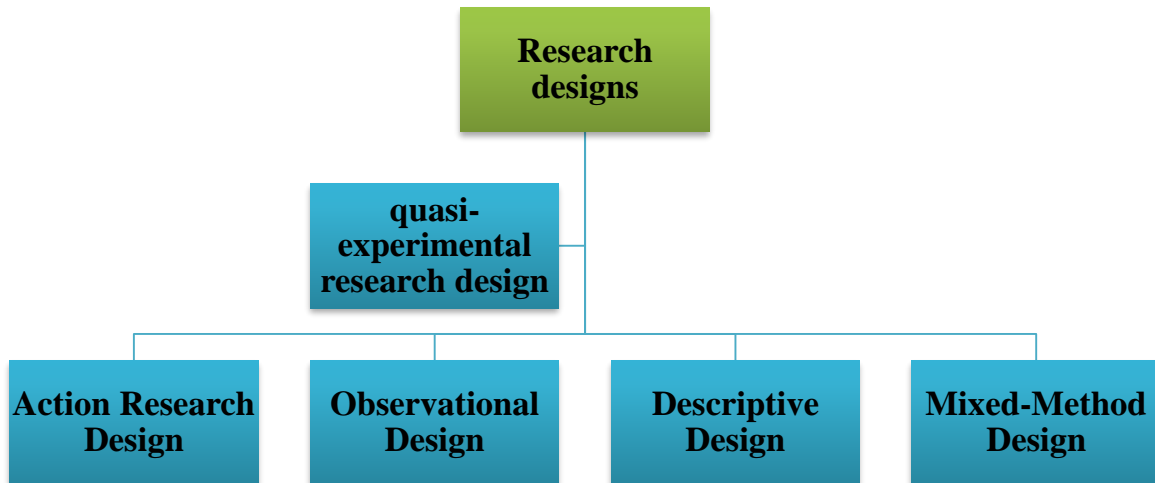 Research
designs
quasi-
experimental
research design
Action Research
Design
Observational
Design
Descriptive
Design
Mixed-Method
Design